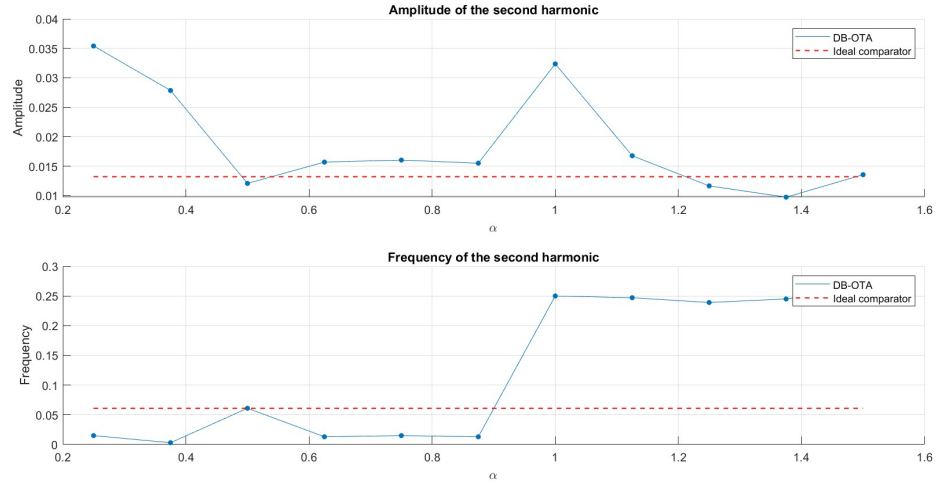 Amplitude of the second harmonic
0.04
0.035
0.03
0.025
0.02
0.015
0.01
Amplitude
DB-OTA
Ideal comparator
0.2 0.4 0.6 0.8 1 1.2 1.4 1.6
α
Frequency of the second harmonic
0.3
0.25
0.2
0.15
0.1
0.05
0
Frequency
DB-OTA
Ideal comparator
0.2 0.4 0.6 0.8 1 1.2 1.4 1.6
α